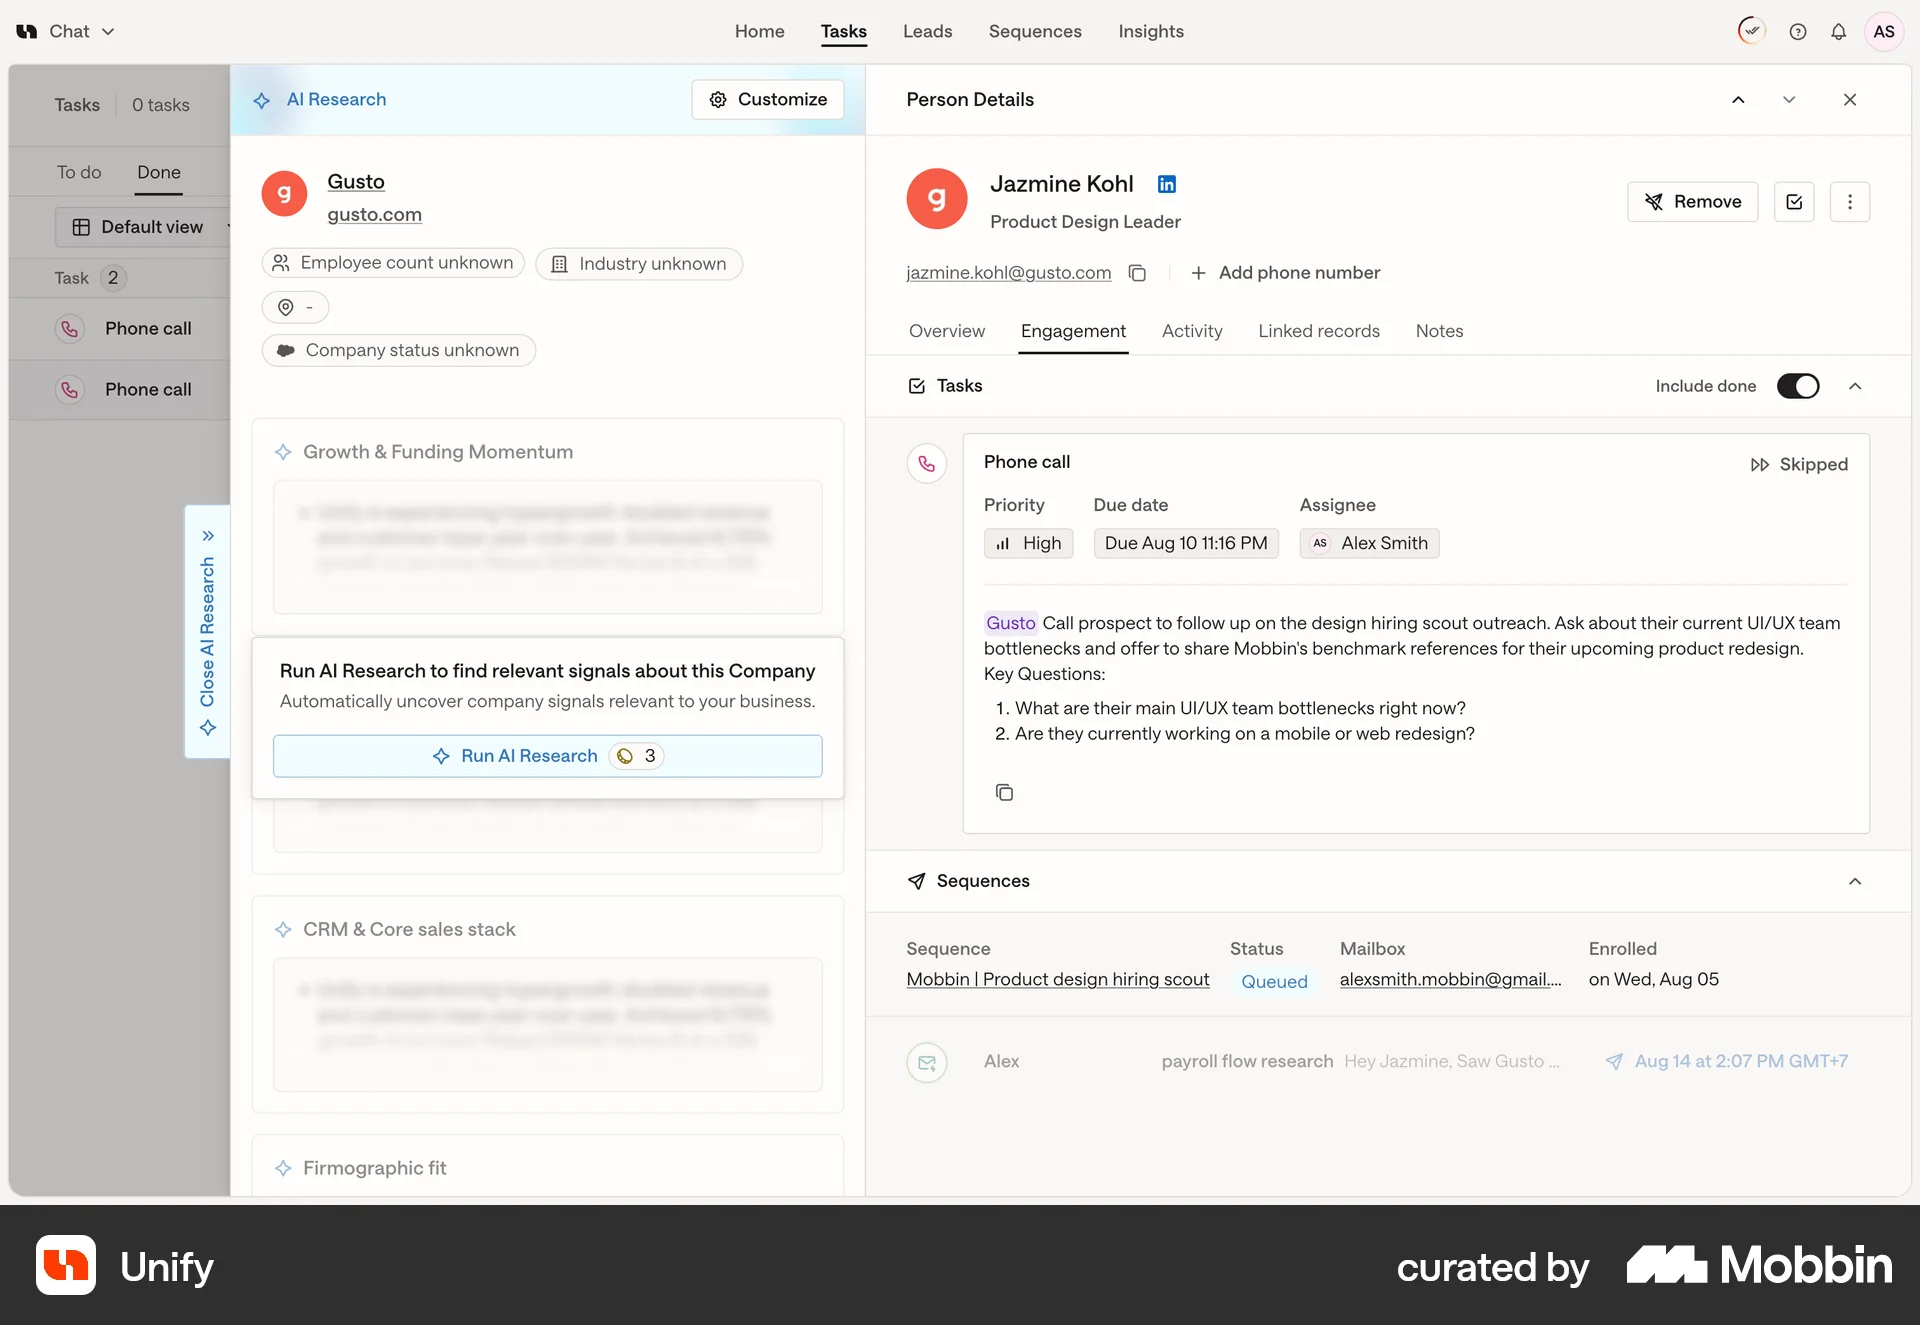 Chat
Home
Tasks
Leads
Sequences
Insights
AS
Tasks
0 tasks
To do
Done
Default view
Task 2
Phone call
Phone call
Close AI Research
AI Research
Customize
g
Gusto
gusto.com
Employee count unknown
Industry unknown
-
Company status unknown
Growth & Funding Momentum
Run AI Research to find relevant signals about this Company
Automatically uncover company signals relevant to your business.
Run AI Research 3
CRM & Core sales stack
Firmographic fit
Person Details
g
Jazmine Kohl
in
Product Design Leader
Remove
jazmine.kohl@gusto.com
Add phone number
Overview
Engagement
Activity
Linked records
Notes
Tasks
Include done
Phone call
Skipped
Priority
Due date
Assignee
High
Due Aug 10 11:16 PM
AS Alex Smith
Gusto Call prospect to follow up on the design hiring scout outreach. Ask about their current UI/UX team
bottlenecks and offer to share Mobbin's benchmark references for their upcoming product redesign.
Key Questions:
1. What are their main UI/UX team bottlenecks right now?
2. Are they currently working on a mobile or web redesign?
Sequences
Sequence
Status
Mailbox
Enrolled
Mobbin | Product design hiring scout
Queued
alexsmith.mobbin@gmail....
on Wed, Aug 05
Alex
payroll flow research Hey Jazmine, Saw Gusto ...
Aug 14 at 2:07 PM GMT+7
Unify
curated by
Mobbin